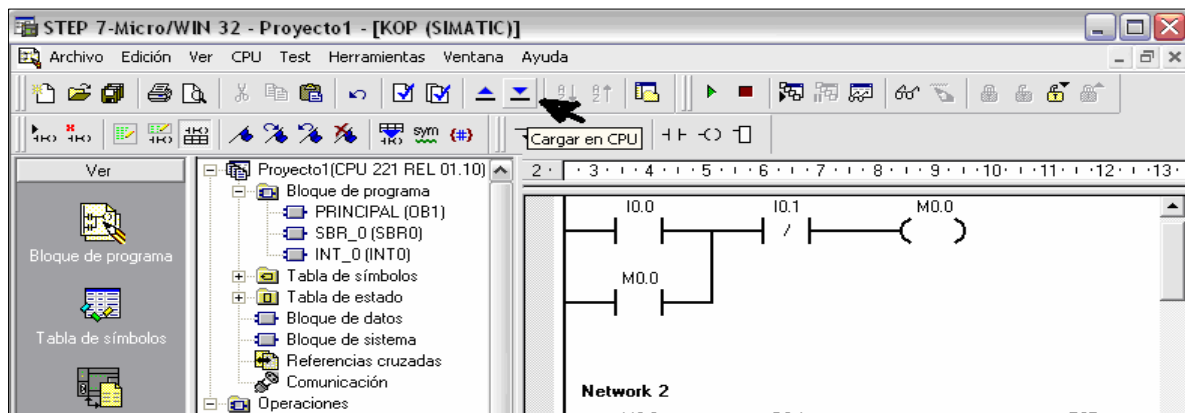 STEP 7-Micro/WIN 32 - Proyecto1 - [KOP (SIMATIC)]
Archivo Edición Ver CPU Test Herramientas Ventana Ayuda
sym
Cargar en CPU
Ver
Bloque de programa
Tabla de símbolos
Proyecto1(CPU 221 REL 01.10)
Bloque de programa
PRINCIPAL (OB1)
SBR_0 (SBR0)
INT_0 (INT0)
Tabla de símbolos
Tabla de estado
Bloque de datos
Bloque de sistema
Referencias cruzadas
Comunicación
Operaciones
2 · · 3 · ı · 4 · ı · 5 · ı · 6 · ı · 7 · ı · 8 · ı · 9 · ı · 10 · ı · 11 · ı · 12 · ı · 13 ·
I0.0 I0.1 M0.0
M0.0
Network 2